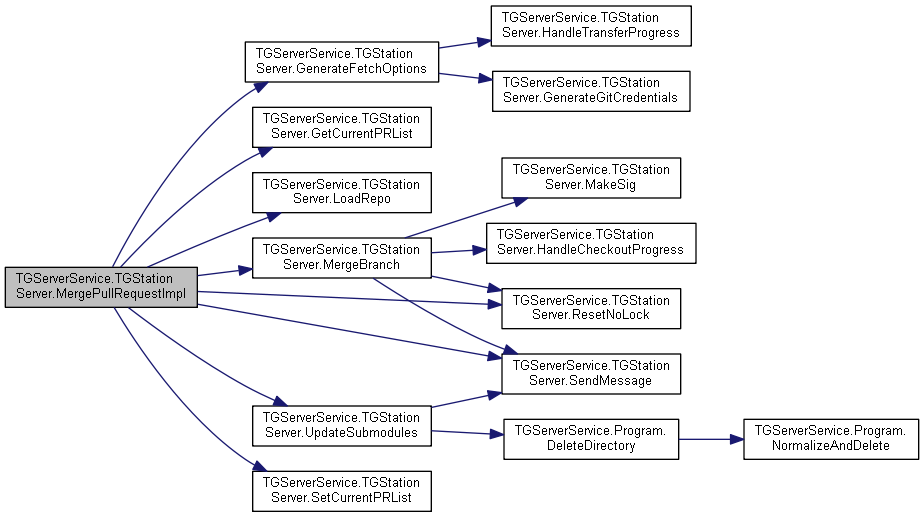 TGServerService.TGStation
Server.HandleTransferProgress
TGServerService.TGStation
Server.GenerateFetchOptions
TGServerService.TGStation
Server.GenerateGitCredentials
TGServerService.TGStation
Server.GetCurrentPRList
TGServerService.TGStation
Server.MakeSig
TGServerService.TGStation
Server.LoadRepo
TGServerService.TGStation
Server.HandleCheckoutProgress
TGServerService.TGStation
Server.MergeBranch
TGServerService.TGStation
Server.MergePullRequestImpl
TGServerService.TGStation
Server.ResetNoLock
TGServerService.TGStation
Server.SendMessage
TGServerService.TGStation
Server.UpdateSubmodules
TGServerService.Program.
DeleteDirectory
TGServerService.Program.
NormalizeAndDelete
TGServerService.TGStation
Server.SetCurrentPRList